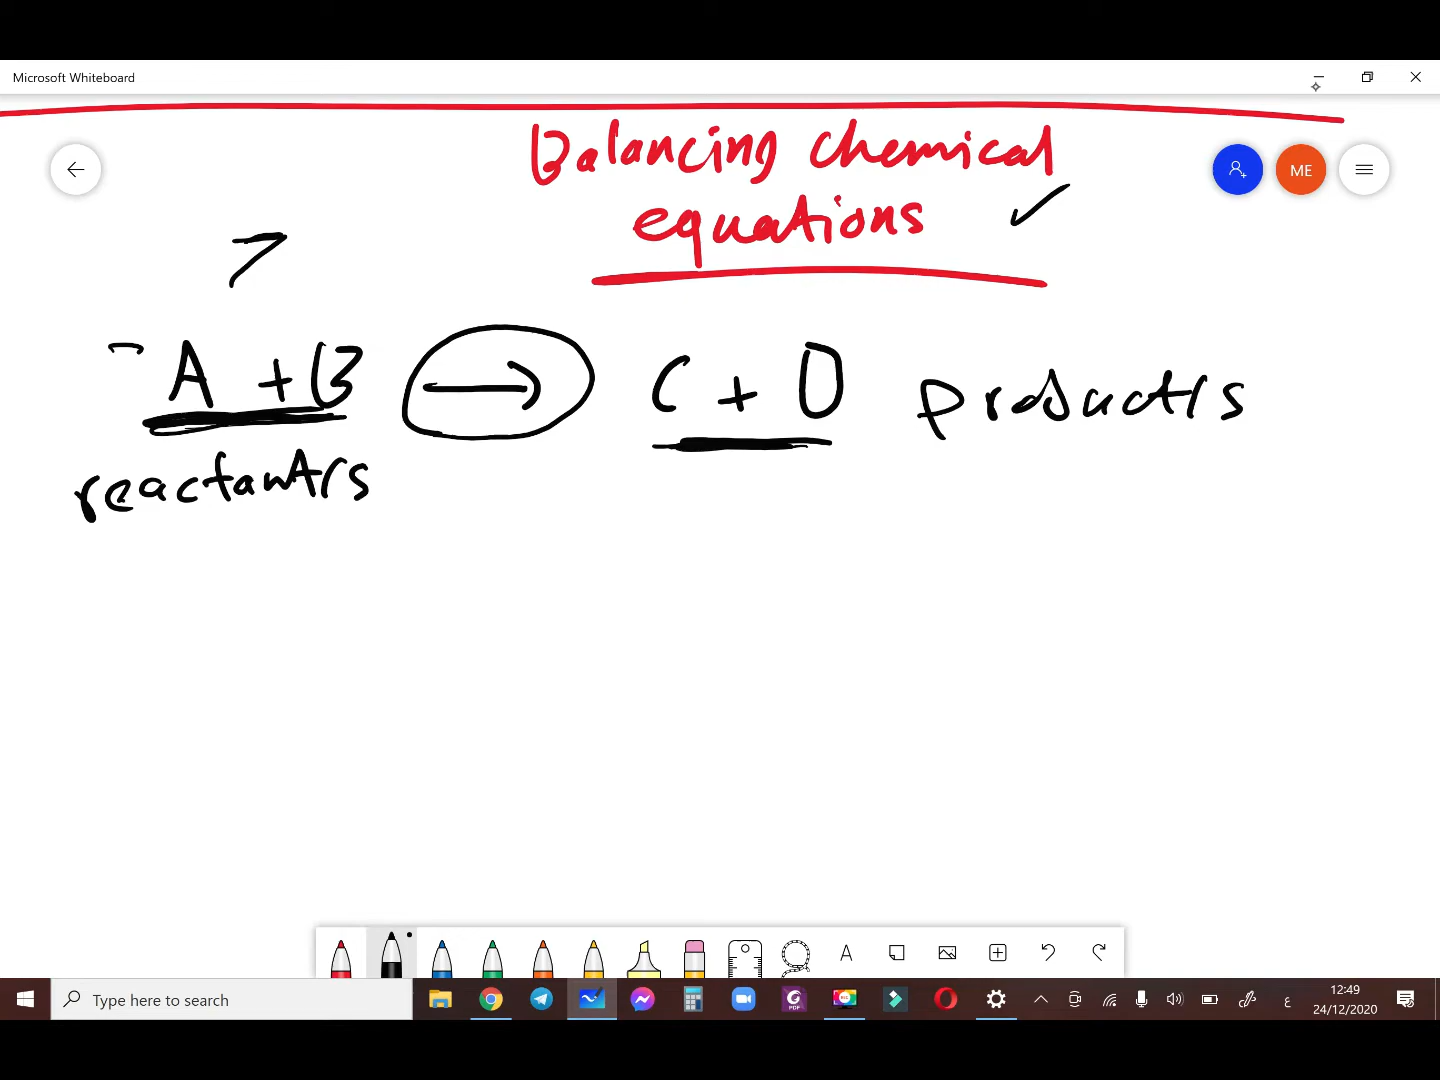 Microsoft Whiteboard
Balancing chemical
equations
ME
A + B → C + D products
reactants
A
Type here to search
ع
12:49
24/12/2020